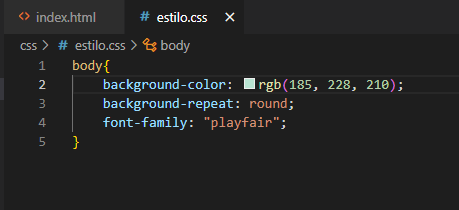 index.html # estilo.css ×
css > # estilo.css > body
1 body{
2 background-color: rgb(185, 228, 210);
3 background-repeat: round;
4 font-family: "playfair";
5 }